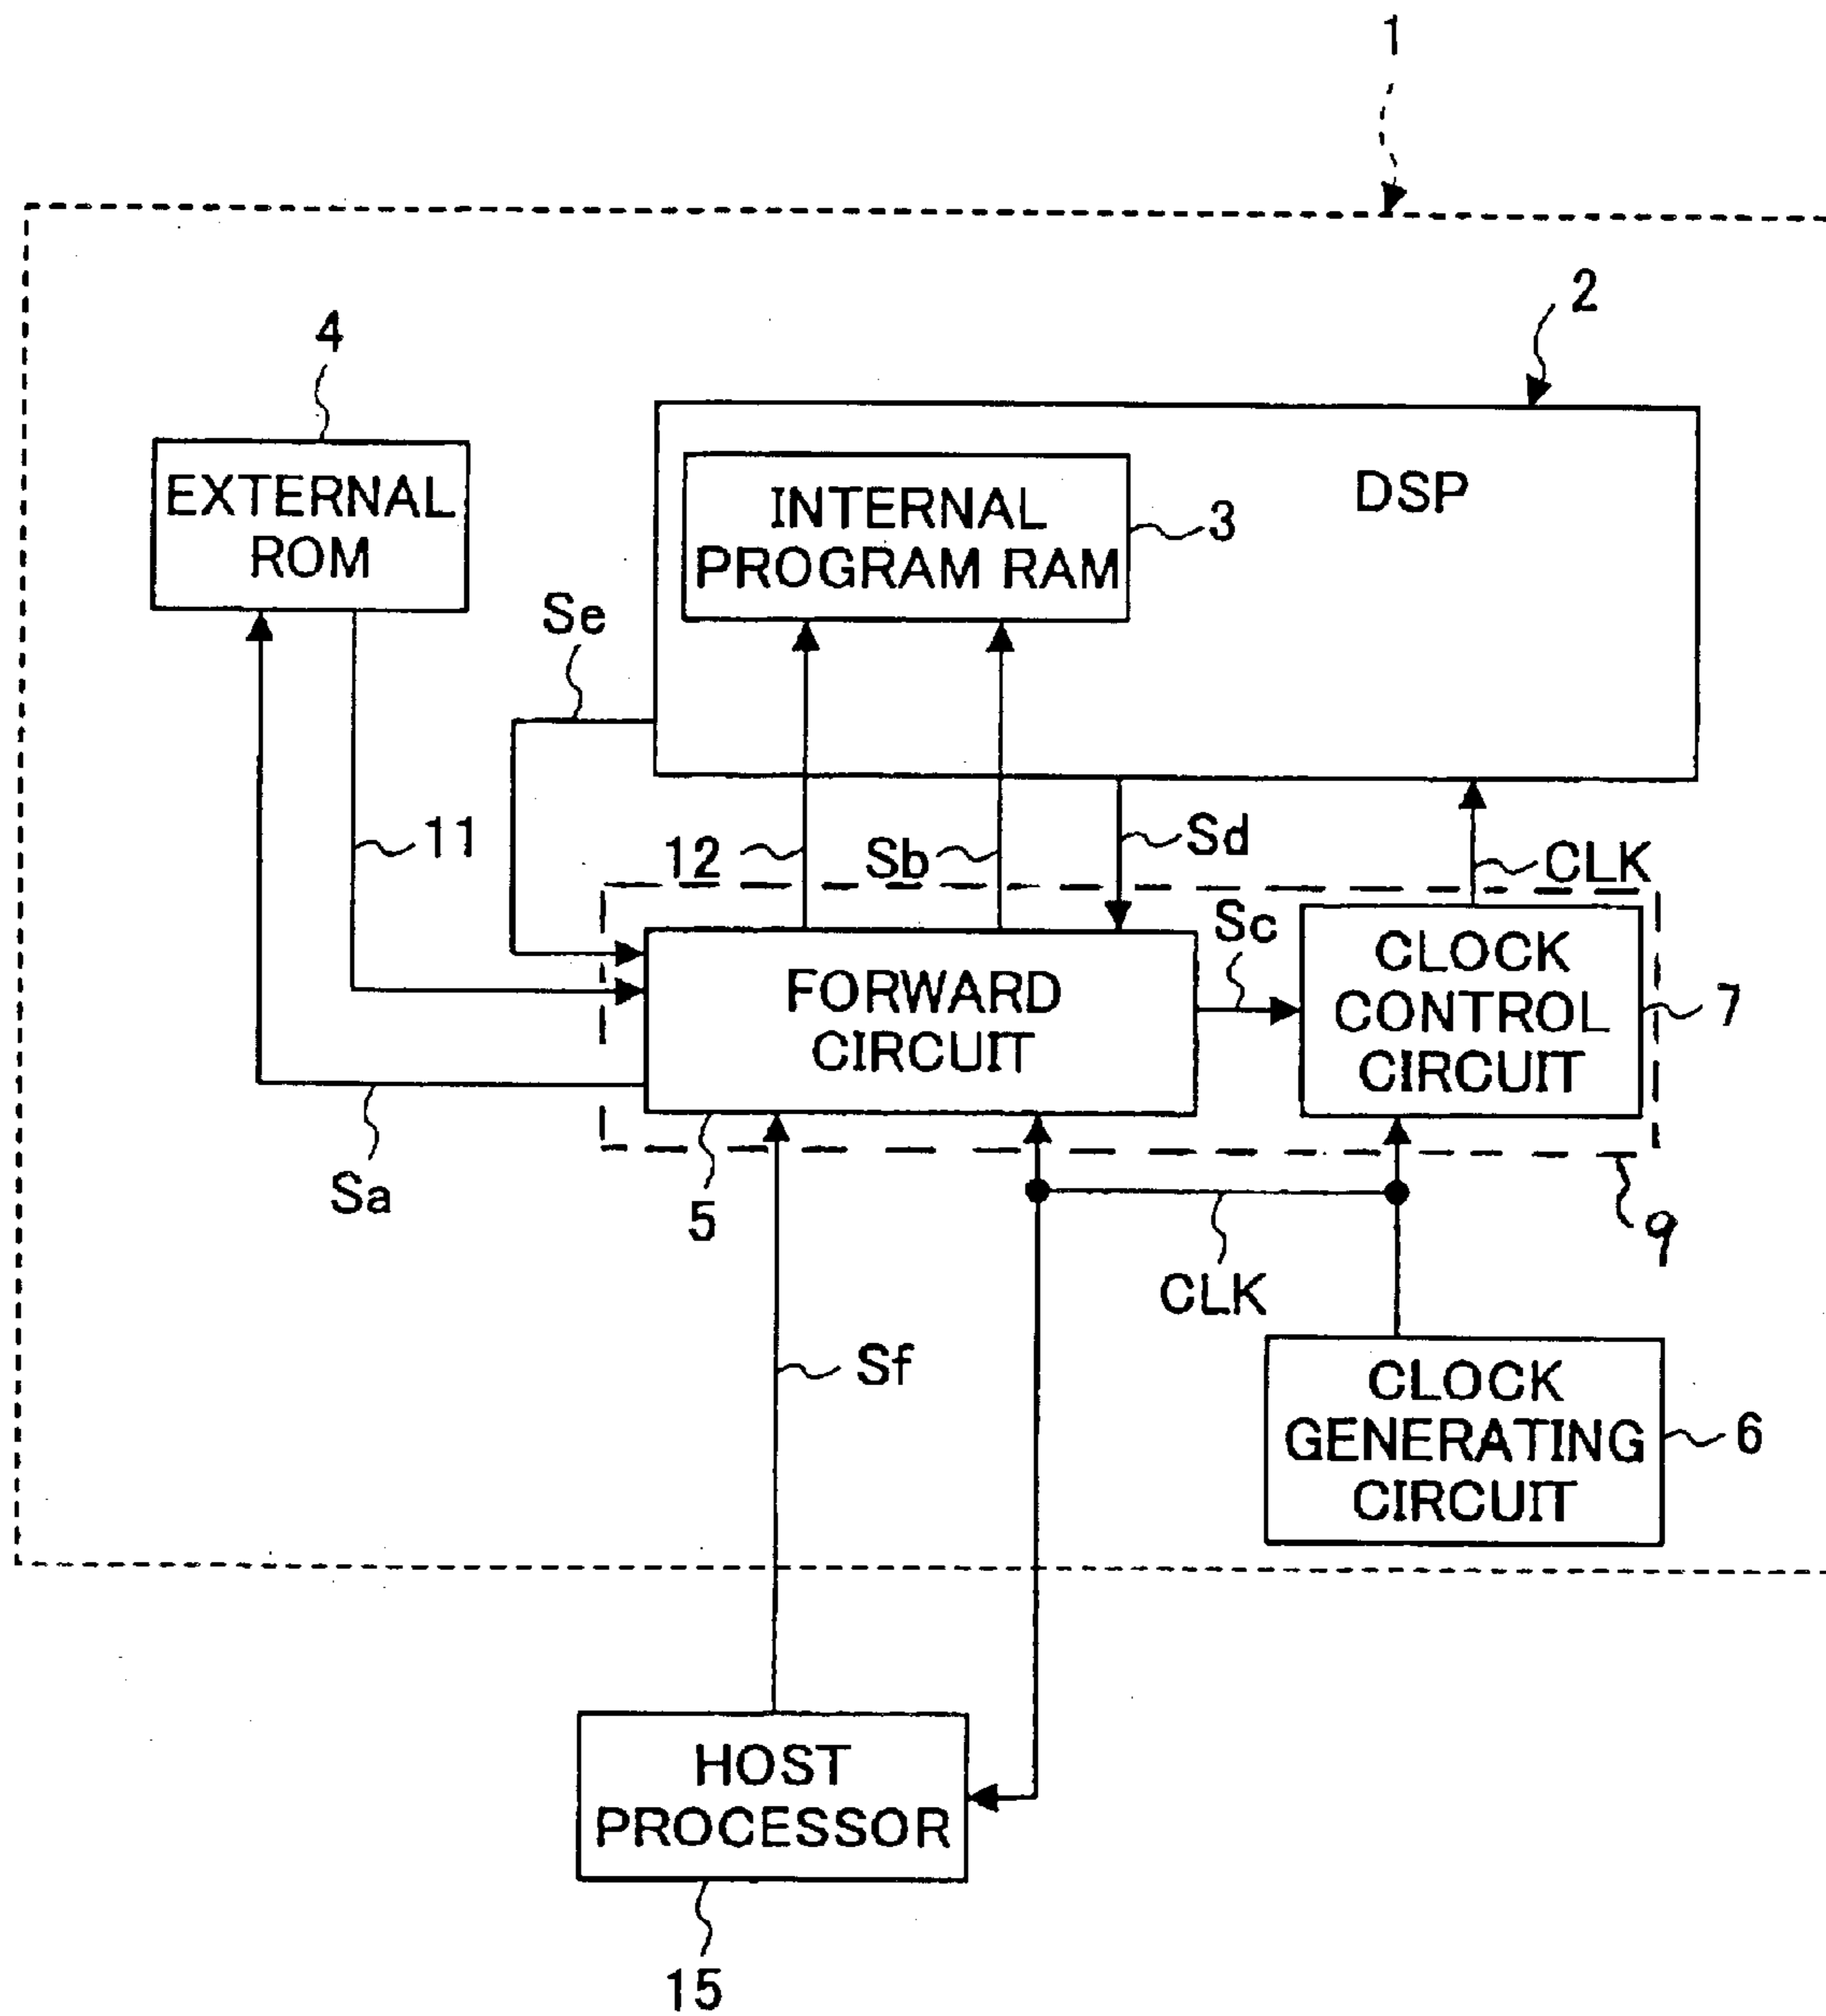 1
2
4
EXTERNAL
ROM
DSP
INTERNAL
PROGRAM RAM
3
Se
11
12
Sb
Sd
CLK
Sc
FORWARD
CIRCUIT
CLOCK
CONTROL
CIRCUIT
7
Sa
5
9
CLK
Sf
CLOCK
GENERATING
CIRCUIT
6
HOST
PROCESSOR
15